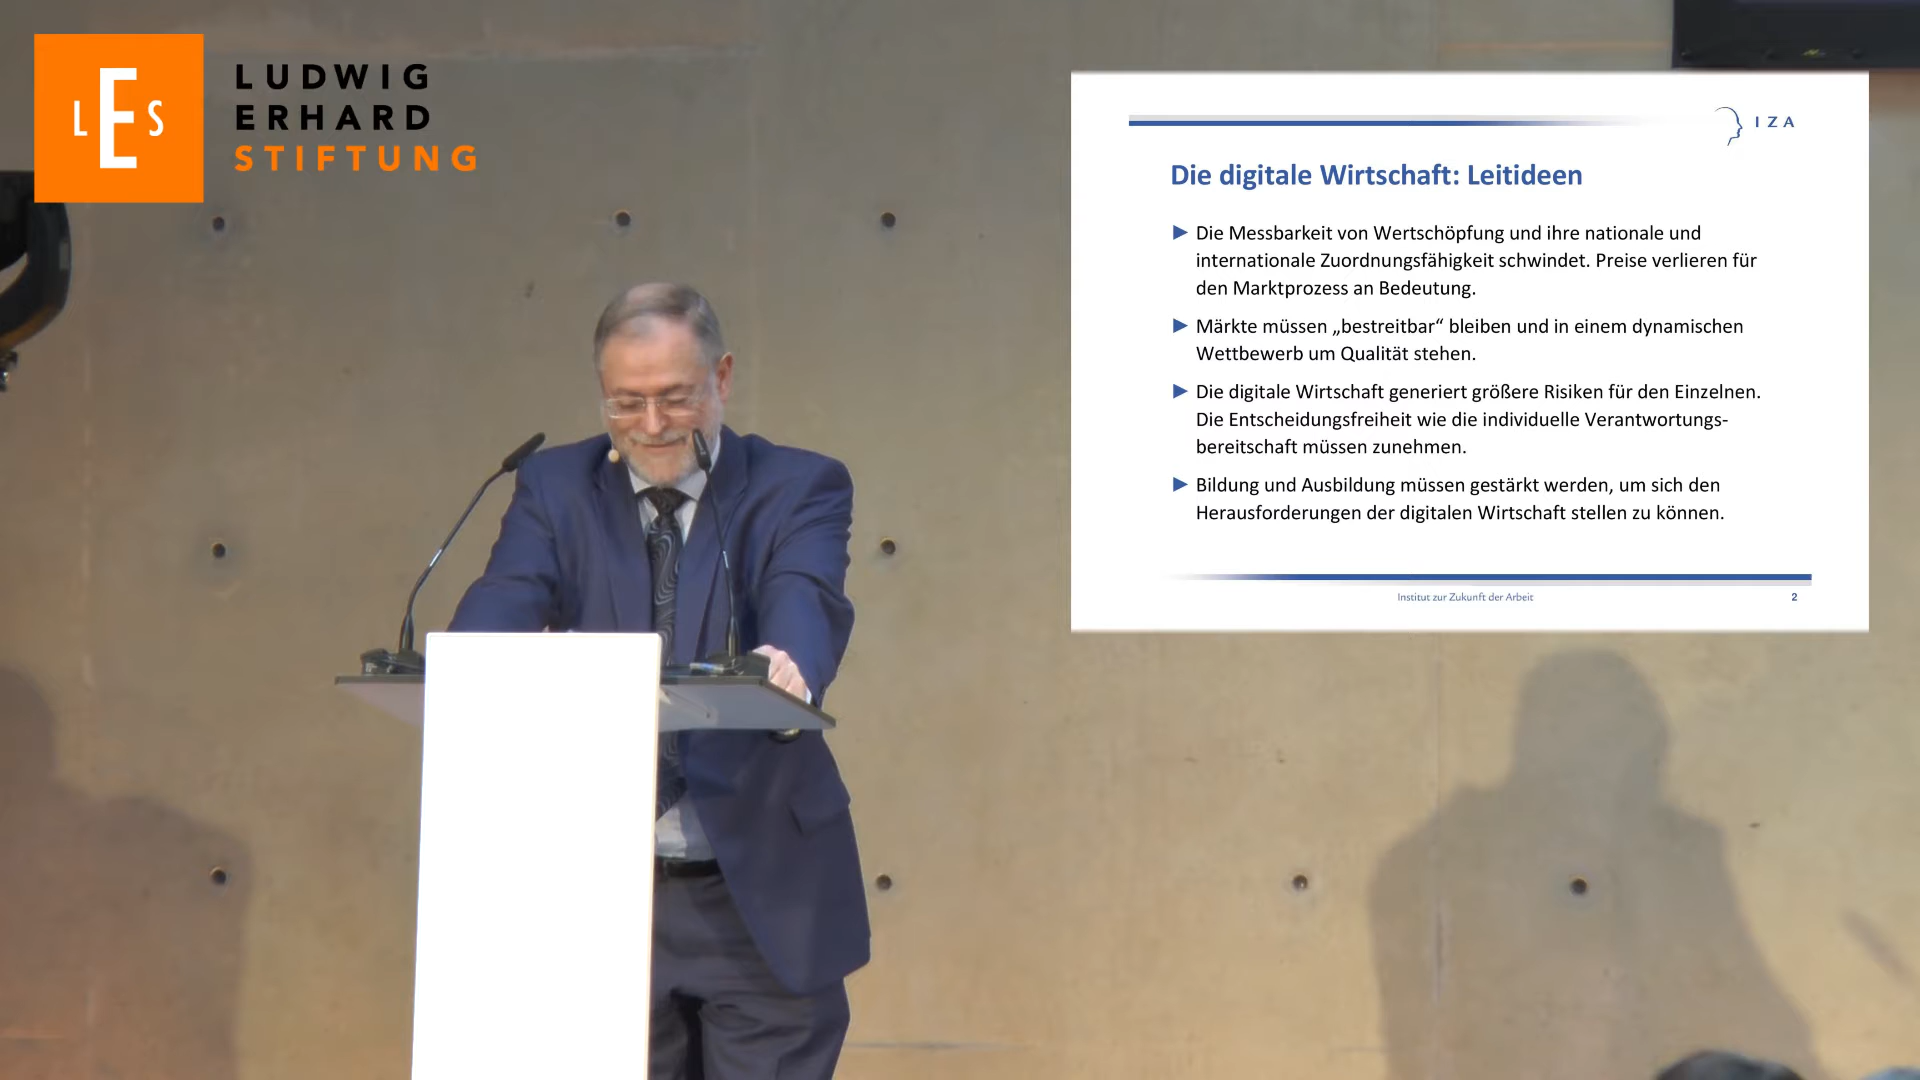 LES
LUDWIG
ERHARD
STIFTUNG
IZA
Die digitale Wirtschaft: Leitideen
Die Messbarkeit von Wertschöpfung und ihre nationale und
internationale Zuordnungsfähigkeit schwindet. Preise verlieren für
den Marktprozess an Bedeutung.
Märkte müssen „bestreitbar“ bleiben und in einem dynamischen
Wettbewerb um Qualität stehen.
Die digitale Wirtschaft generiert größere Risiken für den Einzelnen.
Die Entscheidungsfreiheit wie die individuelle Verantwortungs-
bereitschaft müssen zunehmen.
Bildung und Ausbildung müssen gestärkt werden, um sich den
Herausforderungen der digitalen Wirtschaft stellen zu können.
Institut zur Zukunft der Arbeit
2